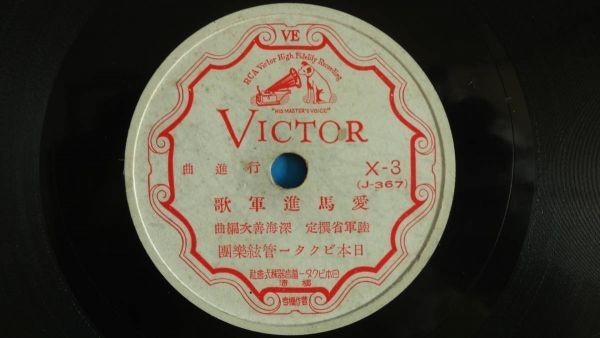 VE
RCA Victor High Fidelity Recording
"HIS MASTER'S VOICE"
VICTOR
曲進行
X-3
(J-367)
歌軍進馬愛
曲編次善海深 定撰省軍陸
團樂絃管ータクビ本日